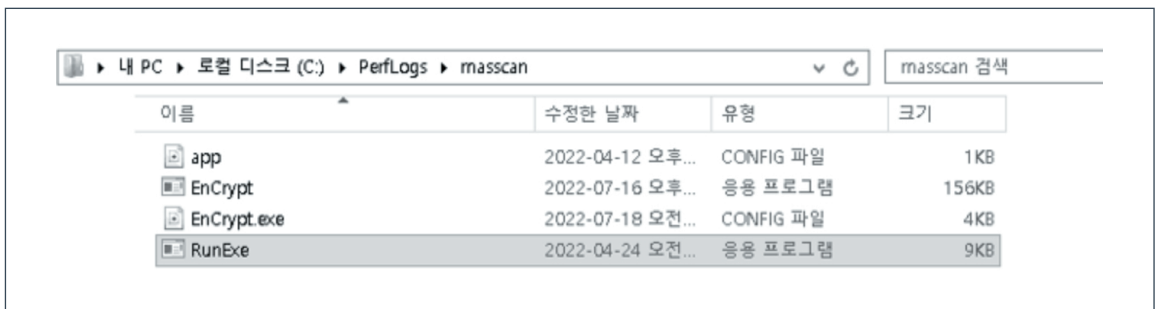 내 PC ▸ 로컬 디스크 (C:) ▸ PerfLogs ▸ masscan masscan 검색
이름 수정한 날짜 유형 크기
app 2022-04-12 오후... CONFIG 파일 1KB
EnCrypt 2022-07-16 오후... 응용 프로그램 156KB
EnCrypt.exe 2022-07-18 오전... CONFIG 파일 4KB
RunExe 2022-04-24 오전... 응용 프로그램 9KB